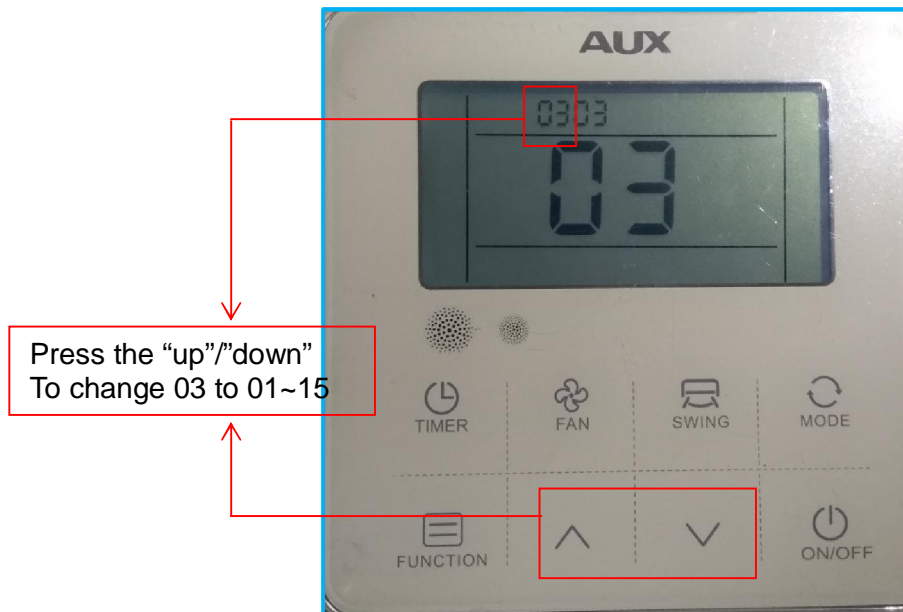 AUX
0303
03
Press the “up”/”down”
To change 03 to 01~15
TIMER
FAN
SWING
MODE
FUNCTION
ON/OFF